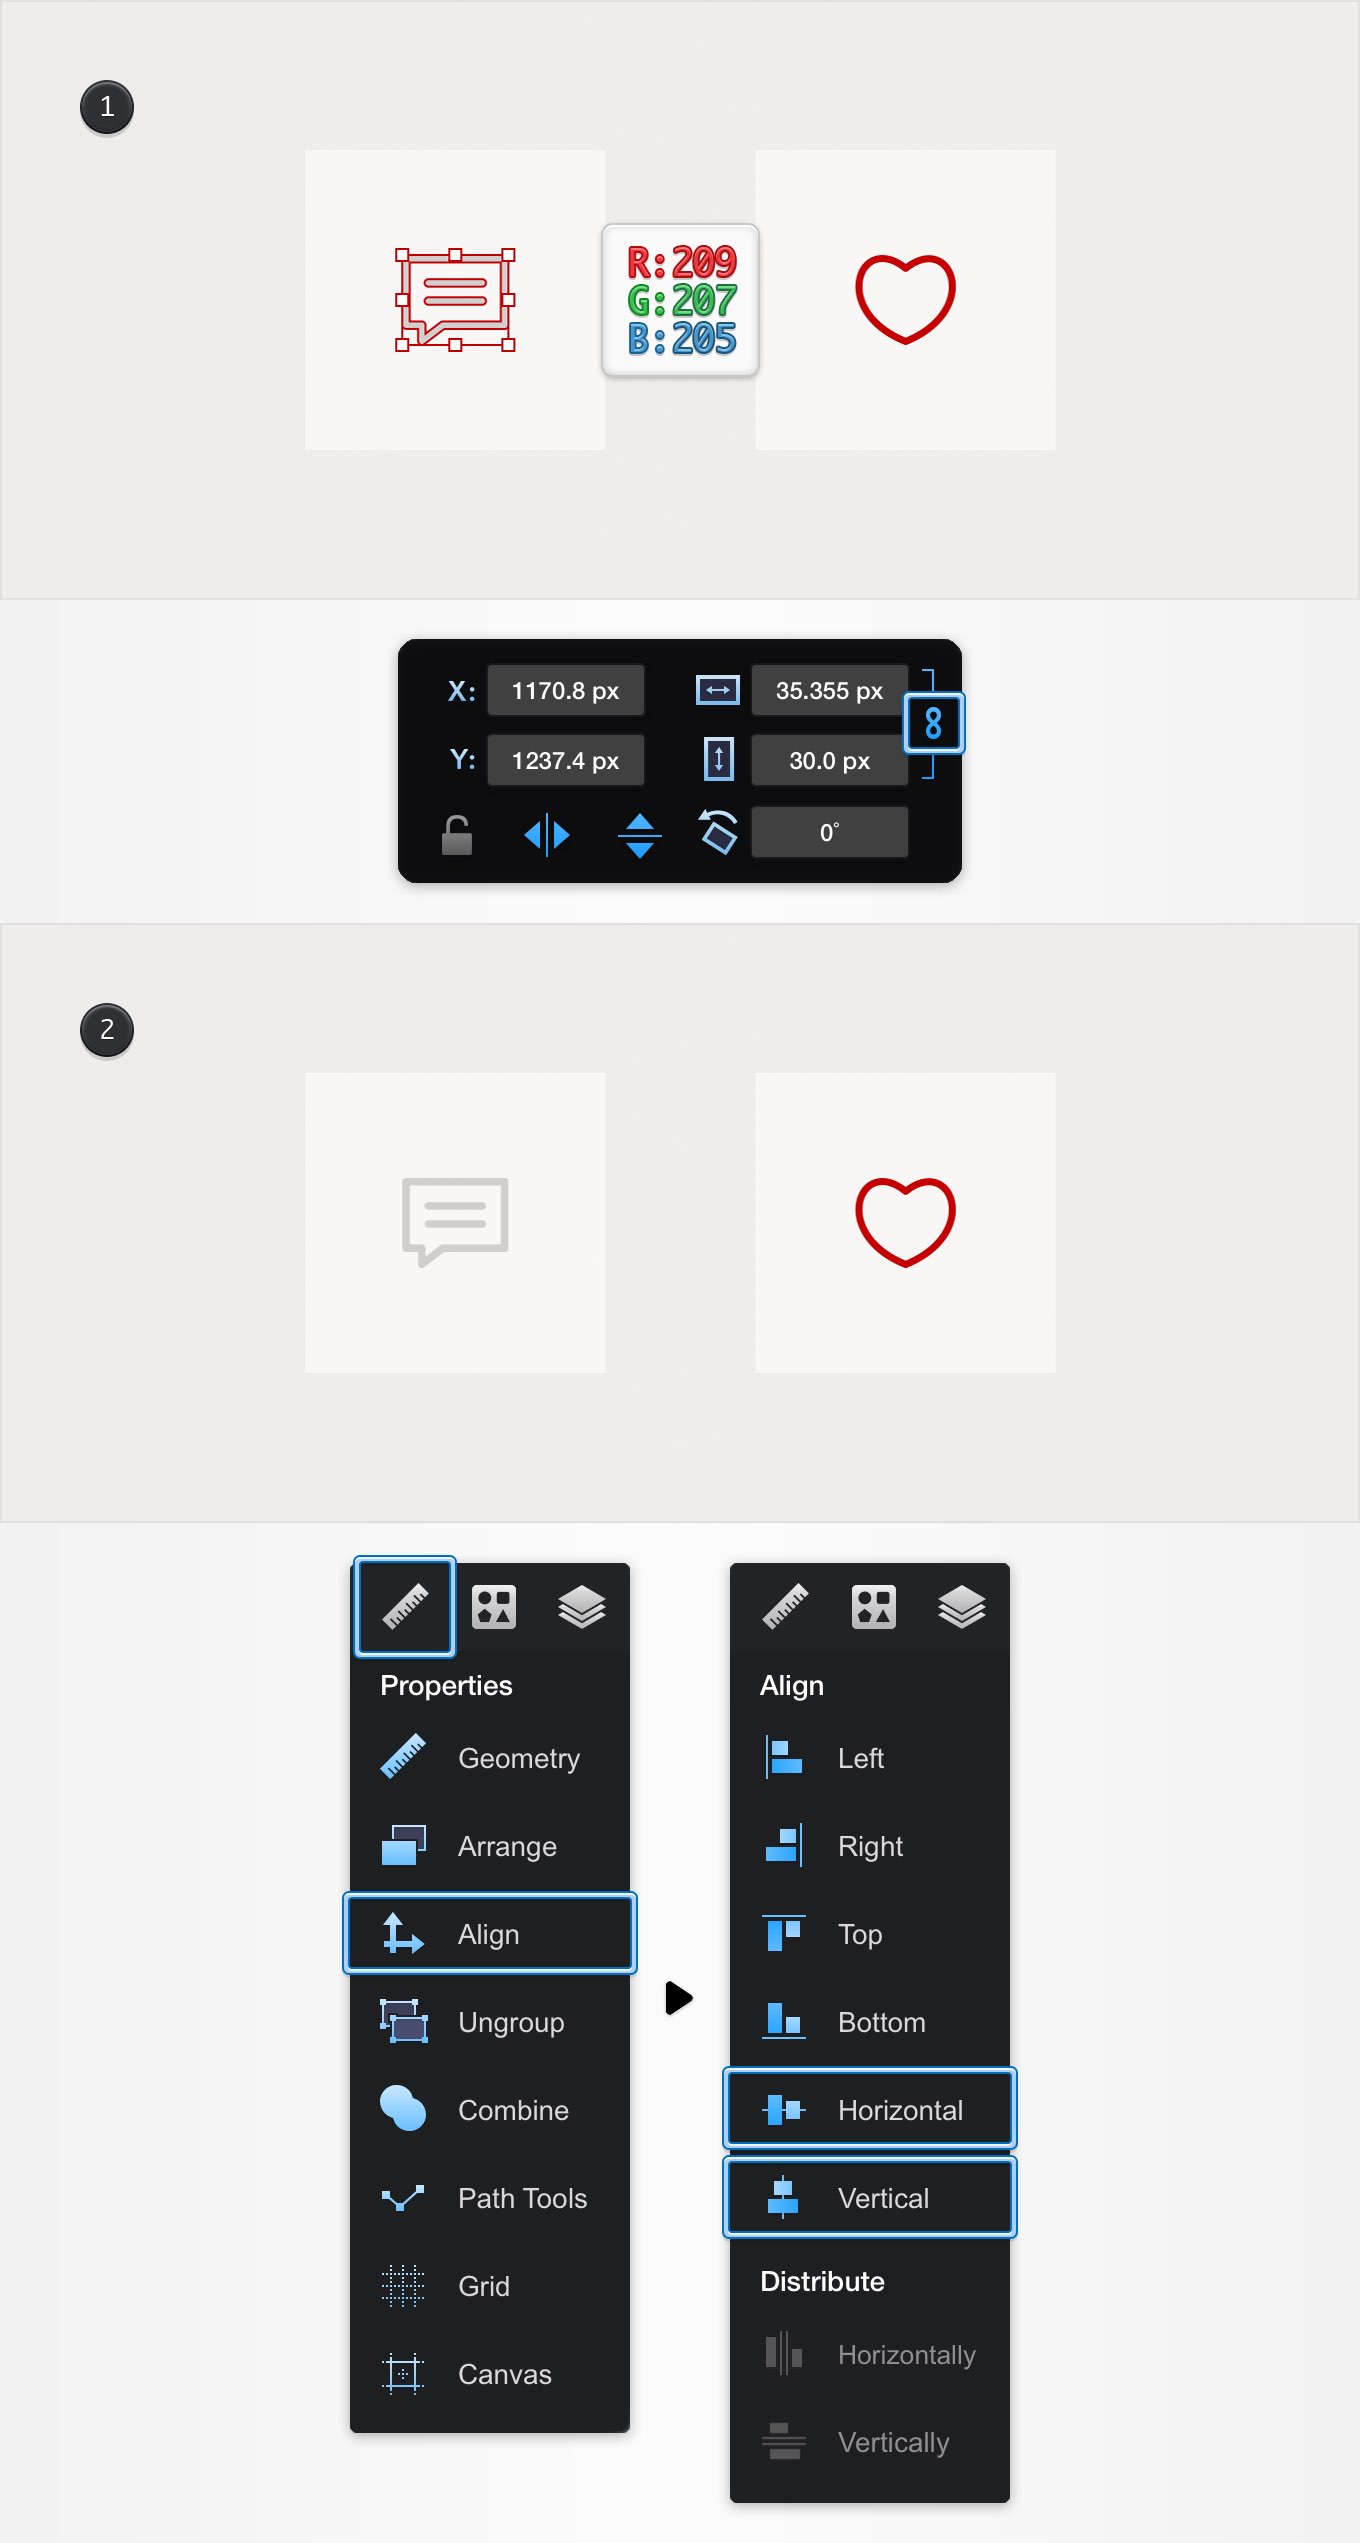 1
R:209
G:207
B:205
X: 1170.8 px 35.355 px
Y: 1237.4 px 30.0 px
0°
2
Properties
Geometry
Arrange
Align
Ungroup
Combine
Path Tools
Grid
Canvas
Align
Left
Right
Top
Bottom
Horizontal
Vertical
Distribute
Horizontally
Vertically